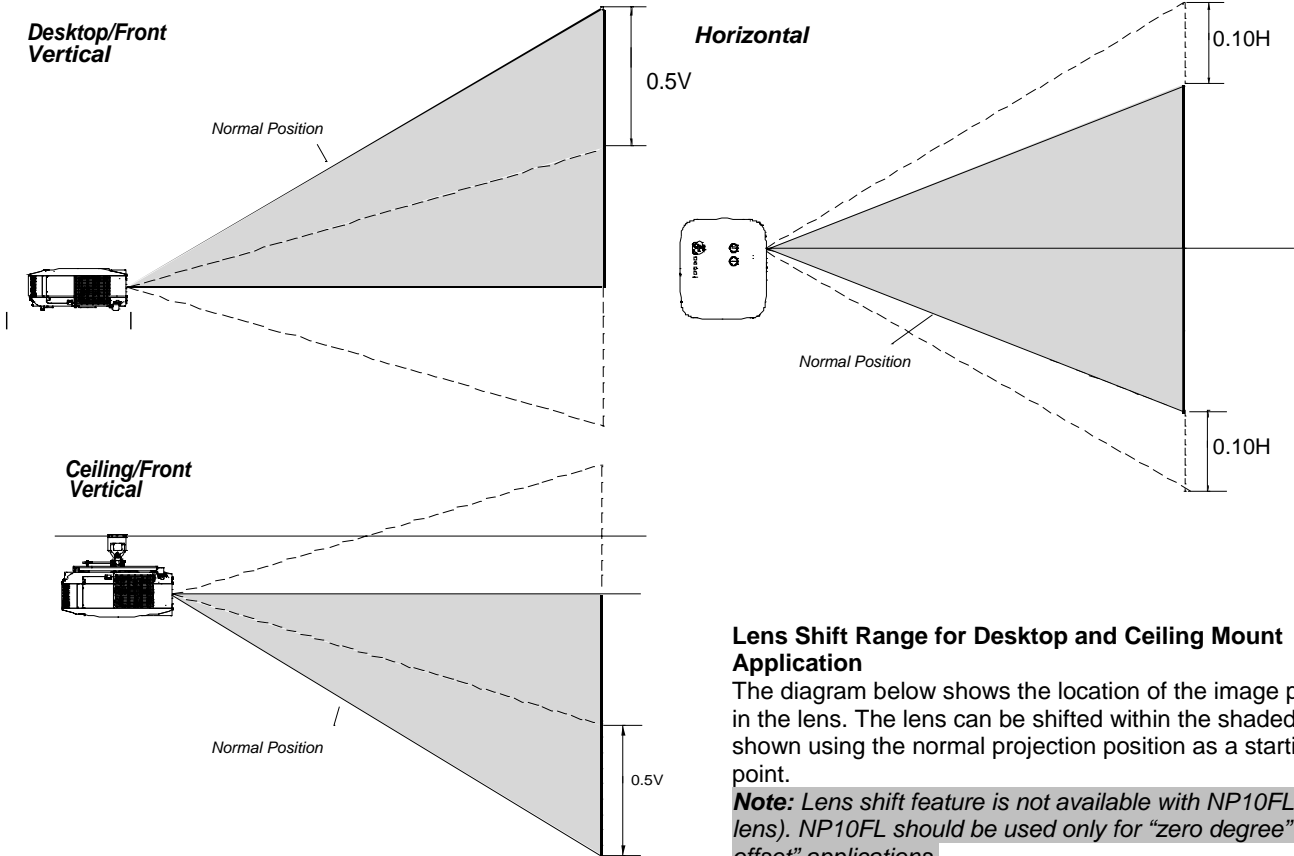 Desktop/Front
Vertical
0.5V
Normal Position
Horizontal
0.10H
Normal Position
0.10H
Ceiling/Front
Vertical
Normal Position
0.5V
Lens Shift Range for Desktop and Ceiling Mount
Application
The diagram below shows the location of the image p
in the lens. The lens can be shifted within the shaded
shown using the normal projection position as a starti
point.
Note: Lens shift feature is not available with NP10FL
lens). NP10FL should be used only for “zero degree”
offset” applications.